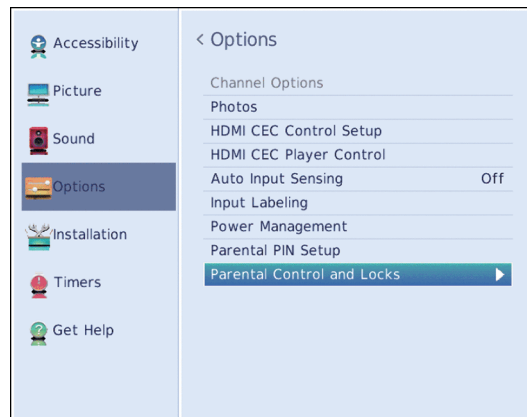 Accessibility
Picture
Sound
Options
Installation
Timers
Get Help
< Options
Channel Options
Photos
HDMI CEC Control Setup
HDMI CEC Player Control
Auto Input Sensing Off
Input Labeling
Power Management
Parental PIN Setup
Parental Control and Locks